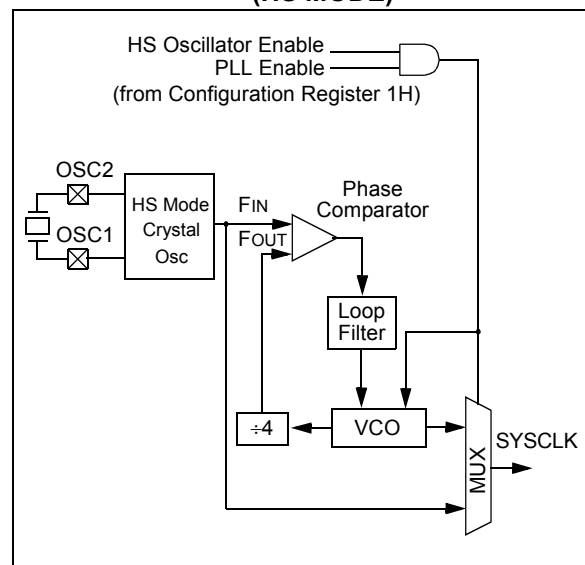 (HS MODE)
HS Oscillator Enable
PLL Enable
(from Configuration Register 1H)
OSC2
OSC1
HS Mode
Crystal
Osc
FIN
FOUT
Phase
Comparator
Loop
Filter
÷4
VCO
MUX
SYSCLK